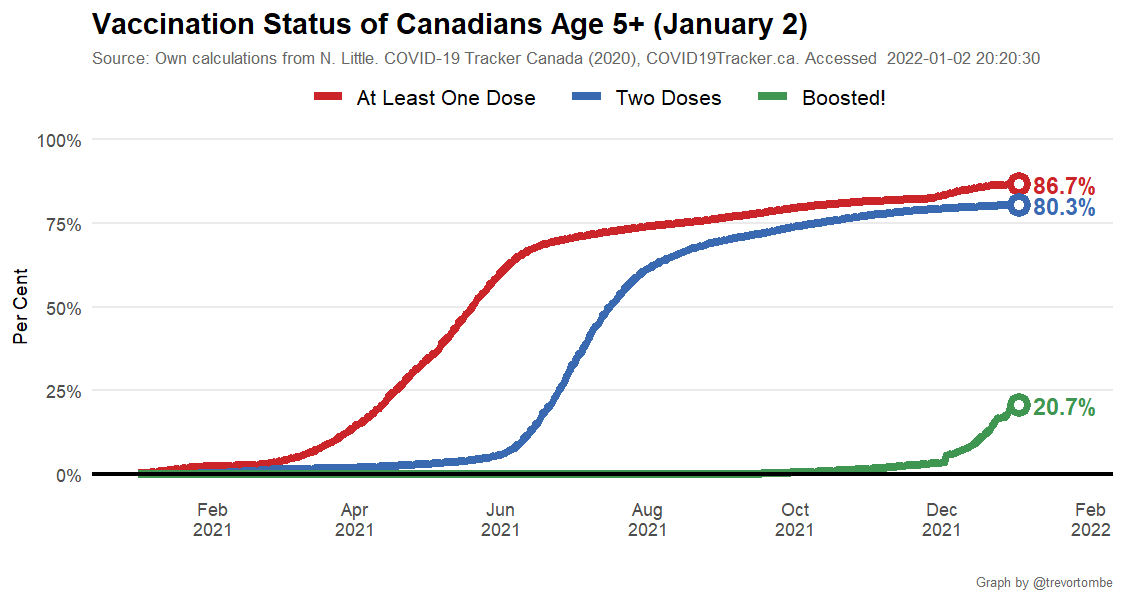 Vaccination Status of Canadians Age 5+ (January 2)
Source: Own calculations from N. Little. COVID-19 Tracker Canada (2020), COVID19Tracker.ca. Accessed  2022-01-02 20:20:30
At Least One Dose Two Doses Boosted!
100%
86.7%
80.3%
75%
Per Cent
50%
25%
20.7%
0%
Feb Apr Jun Aug Oct Dec Feb
2021 2021 2021 2021 2021 2021 2022
Graph by @trevortombe